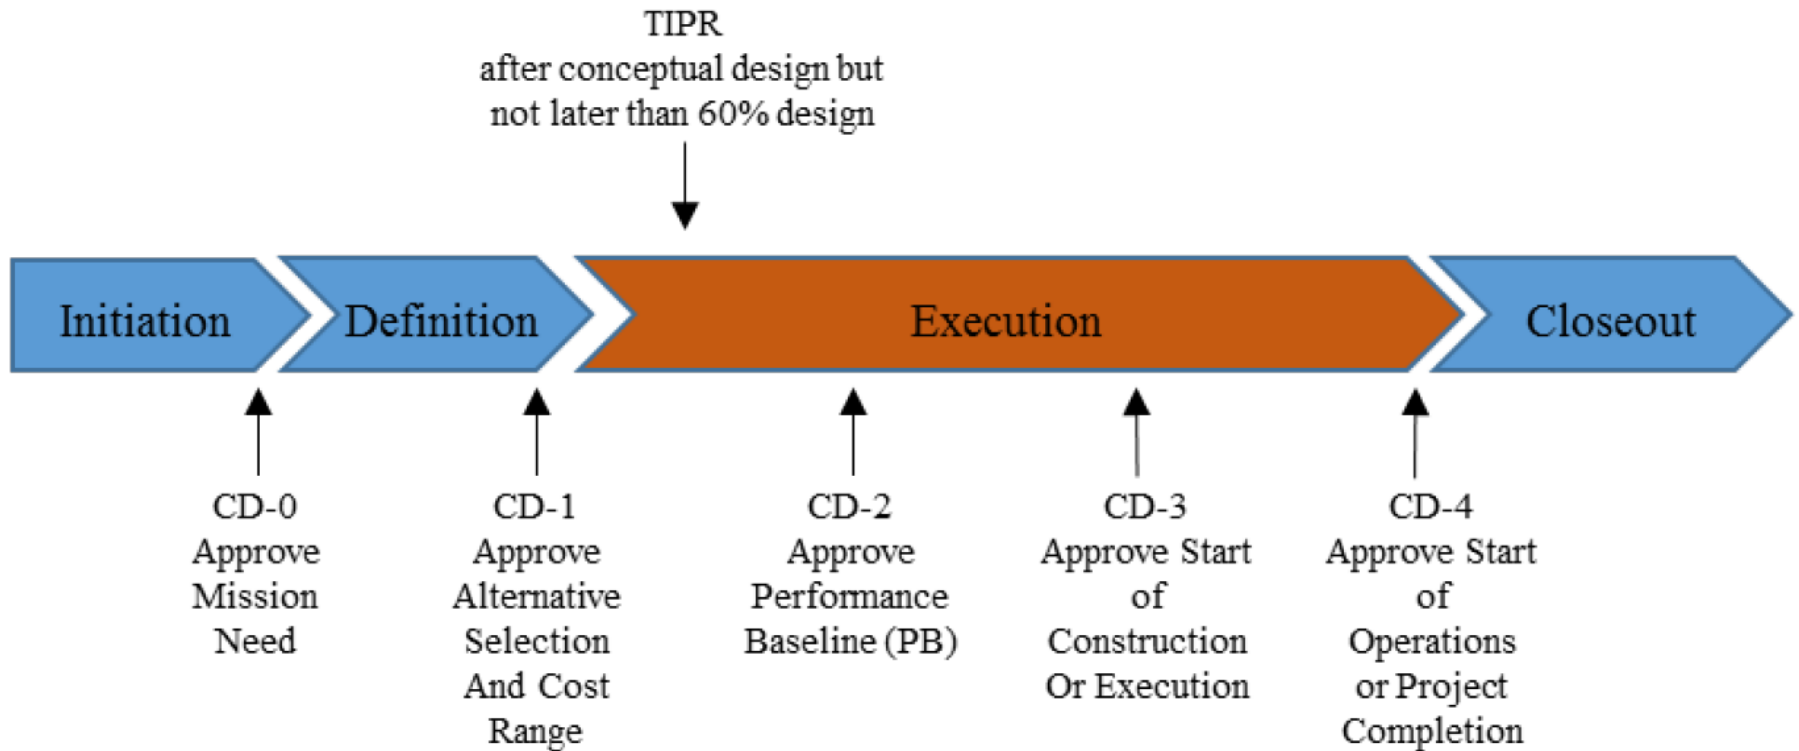 TIPR
after conceptual design but
not later than 60% design
Initiation
Definition
Execution
Closeout
CD-0
Approve
Mission
Need
CD-1
Approve
Alternative
Selection
And Cost
Range
CD-2
Approve
Performance
Baseline (PB)
CD-3
Approve Start
of
Construction
Or Execution
CD-4
Approve Start
of
Operations
or Project
Completion